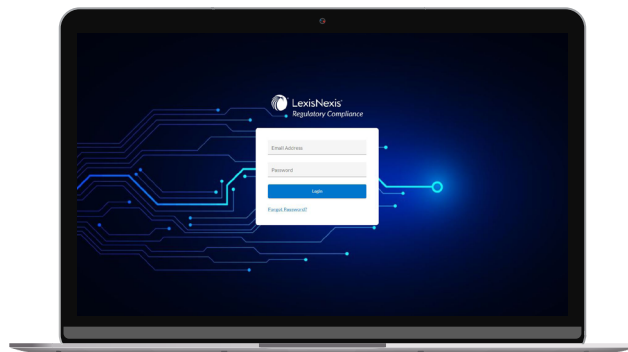 LexisNexis®
Regulatory Compliance
Email Address
Password
Login
Forgot Password?